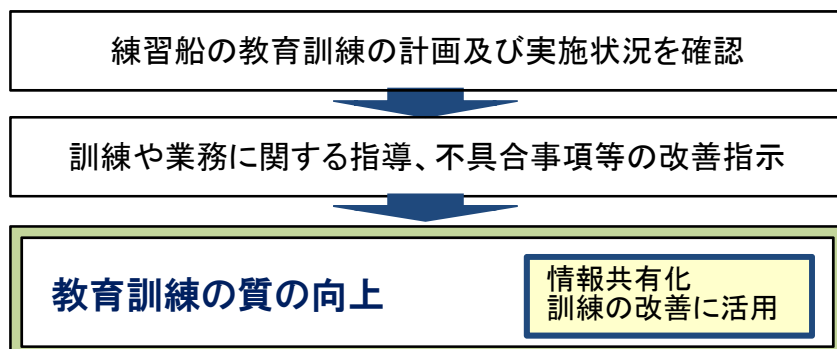 練習船の教育訓練の計画及び実施状況を確認
訓練や業務に関する指導、不具合事項等の改善指示
教育訓練の質の向上
情報共有化
訓練の改善に活用